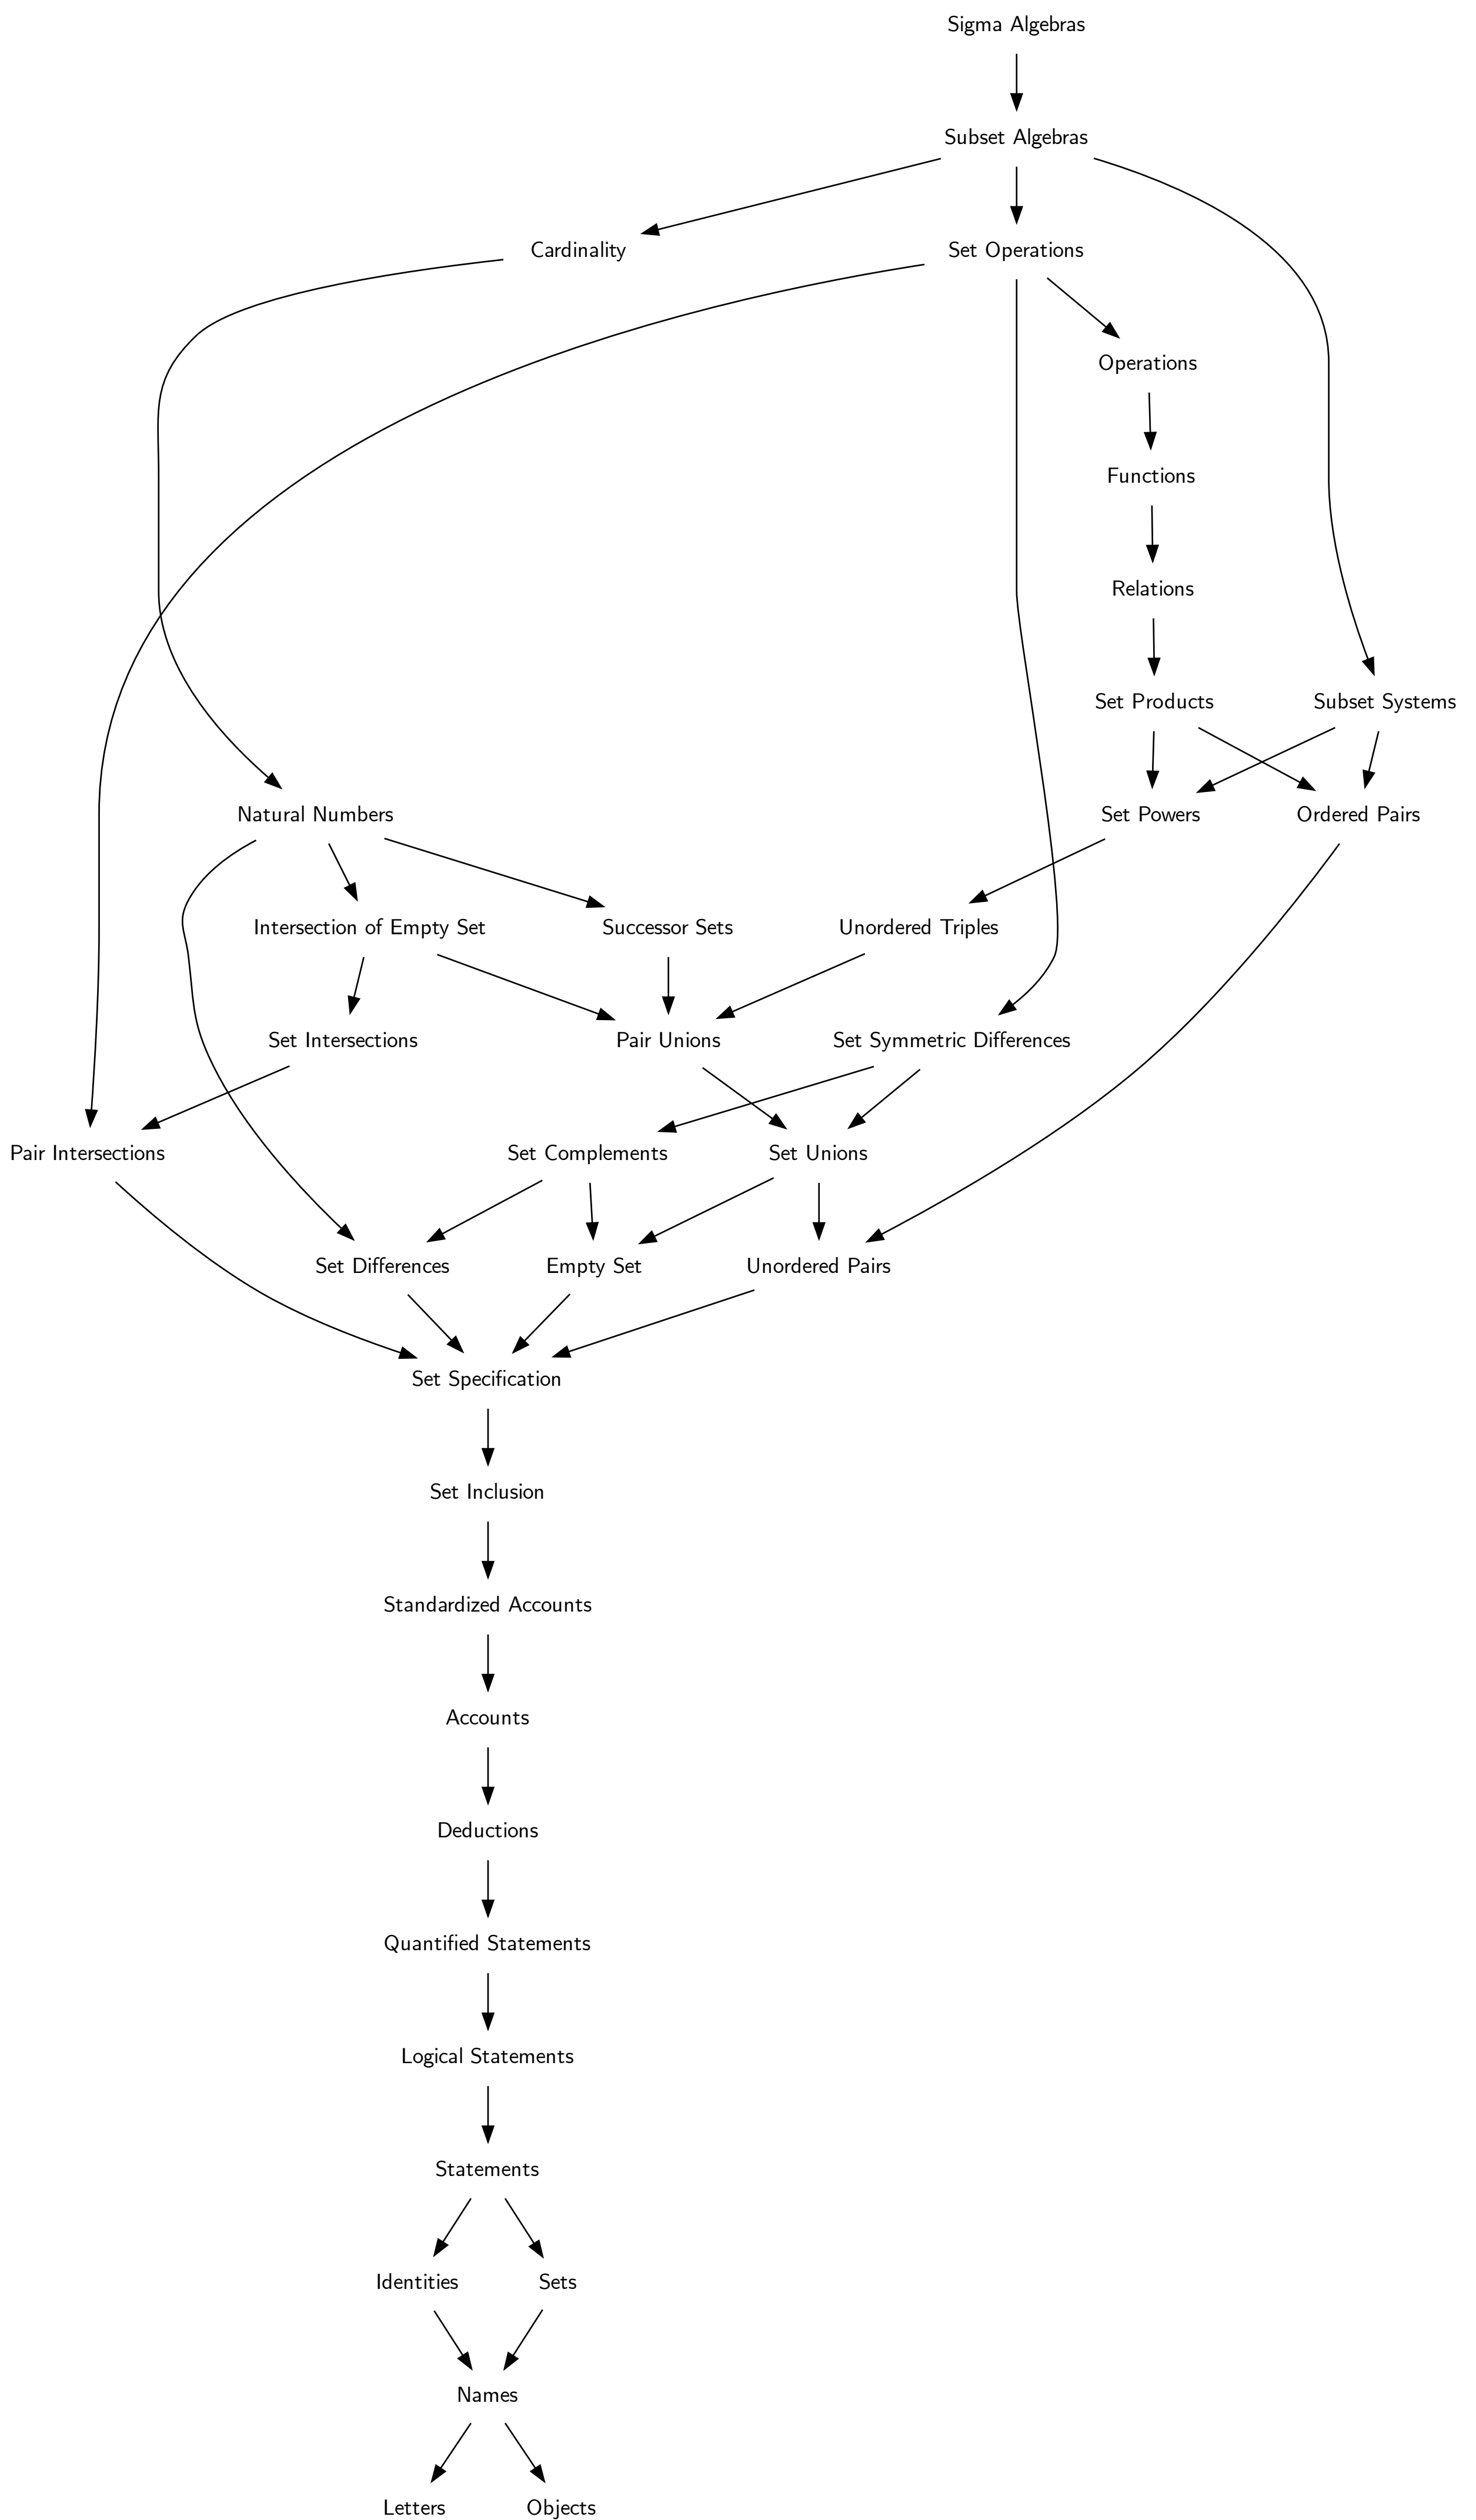 Sigma Algebras
Subset Algebras
Cardinality
Set Operations
Operations
Functions
Relations
Set Products
Subset Systems
Natural Numbers
Set Powers
Ordered Pairs
Intersection of Empty Set
Successor Sets
Unordered Triples
Set Intersections
Pair Unions
Set Symmetric Differences
Pair Intersections
Set Complements
Set Unions
Set Differences
Empty Set
Unordered Pairs
Set Specification
Set Inclusion
Standardized Accounts
Accounts
Deductions
Quantified Statements
Logical Statements
Statements
Identities
Sets
Names
Letters
Objects